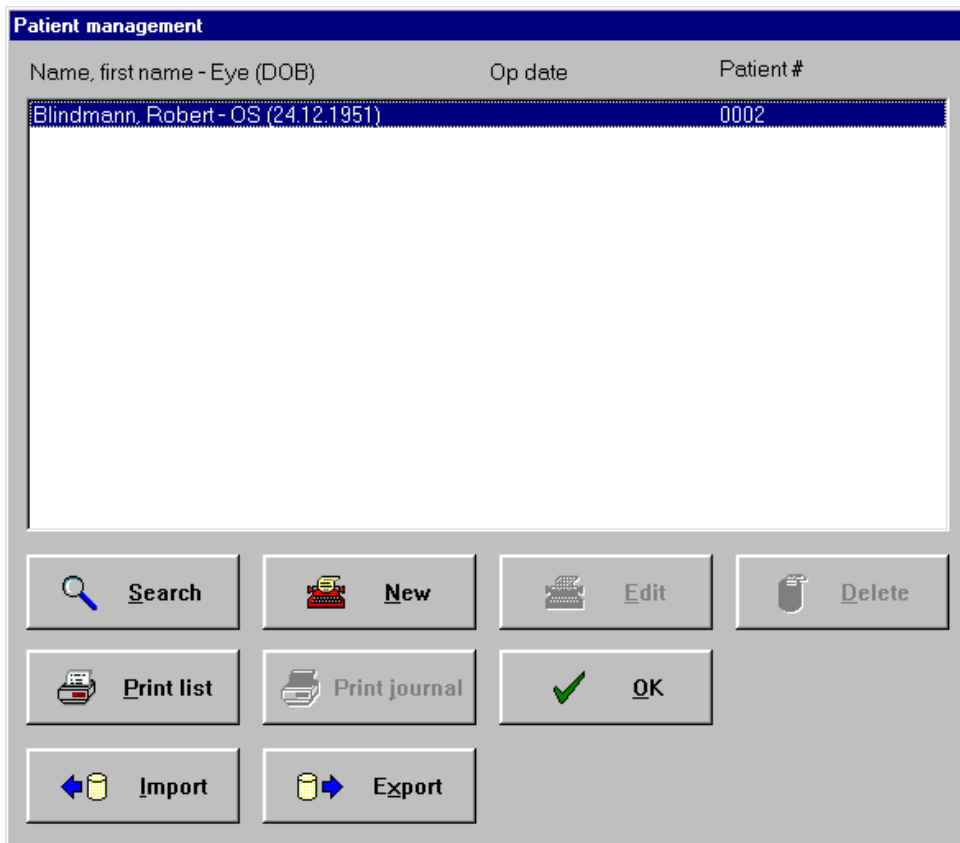 Patient management
Name, first name - Eye (DOB) Op date Patient #
Blindmann, Robert - OS (24.12.1951) 0002
Search New Edit Delete
Print list Print journal OK
Import Export